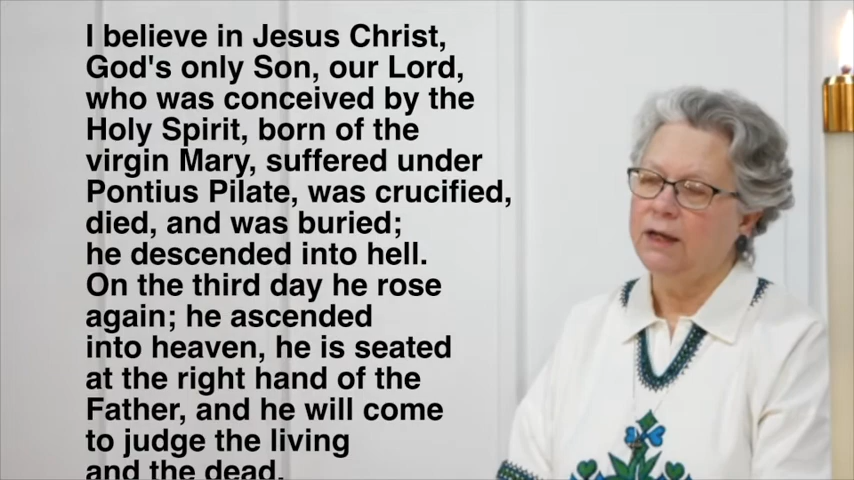 I believe in Jesus Christ,
God's only Son, our Lord,
who was conceived by the
Holy Spirit, born of the
virgin Mary, suffered under
Pontius Pilate, was crucified,
died, and was buried;
he descended into hell.
On the third day he rose
again; he ascended
into heaven, he is seated
at the right hand of the
Father, and he will come
to judge the living
and the dead.